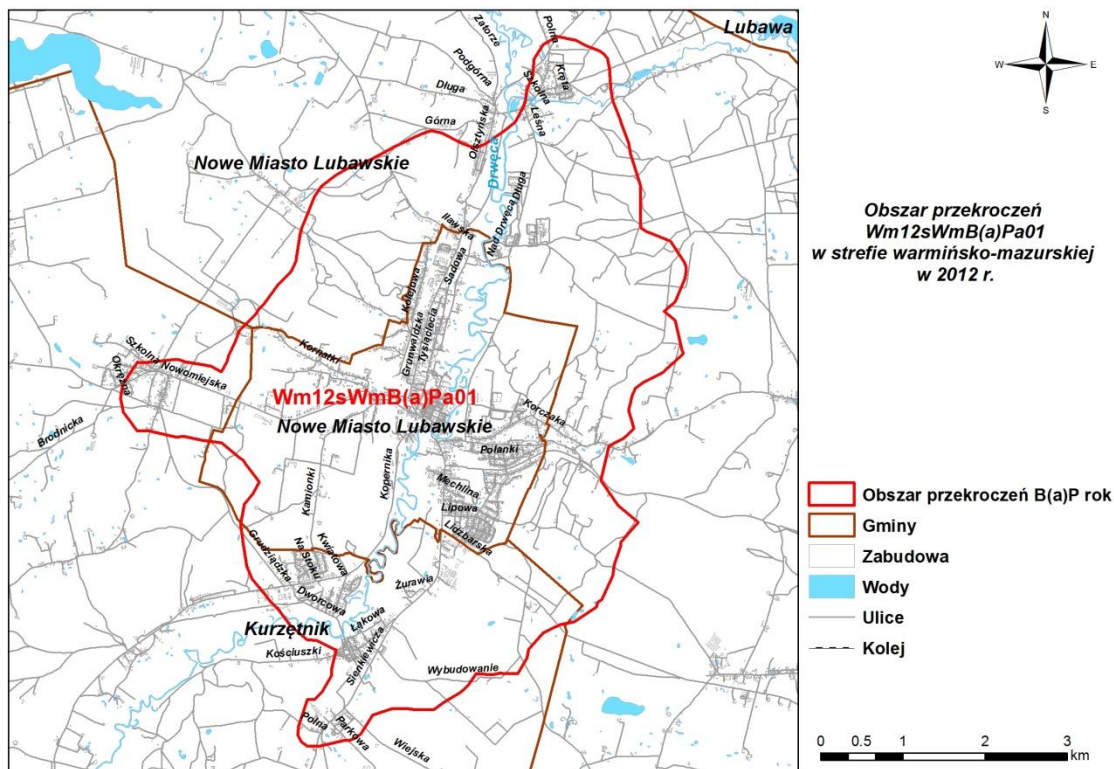 Lubawa
Zatorze
Polna
Podgórna
Szkolna
Kręta
Długa
Leśna
Górna
Olsztyńska
Drwęca
Nowe Miasto Lubawskie
Długa
Nad Drwęcą
Iławska
Sadowa
Kolejowa
Grunwaldzka
Tysiąclecia
Kornatki
Szkolna
Nowomiejska
Okrężna
Wm12sWmB(a)Pa01
Nowe Miasto Lubawskie
Korczaka
Brodnicka
Polanki
Kopernika
Mechlina
Kamionki
Lipowa
Lidzbarska
Grudziądzka
Na Stoku
Kwiatowa
Żurawia
Dworcowa
Łąkowa
Kurzętnik
Kościuszki
Sienkiewicza
Wybudowanie
Polna
Parkowa
Wiejska
N
W
E
S
Obszar przekroczeń
Wm12sWmB(a)Pa01
w strefie warmińsko-mazurskiej
w 2012 r.
Obszar przekroczeń B(a)P rok
Gminy
Zabudowa
Wody
Ulice
Kolej
0 0.5 1 2 3
km